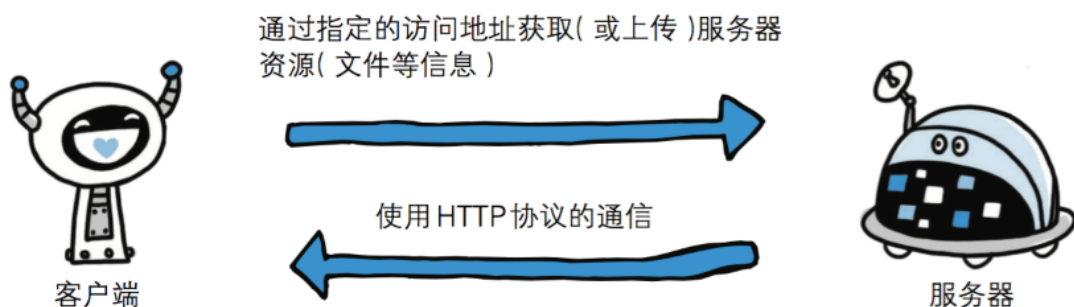 通过指定的访问地址获取( 或上传 )服务器
资源( 文件等信息 )
使用HTTP协议的通信
客户端
服务器